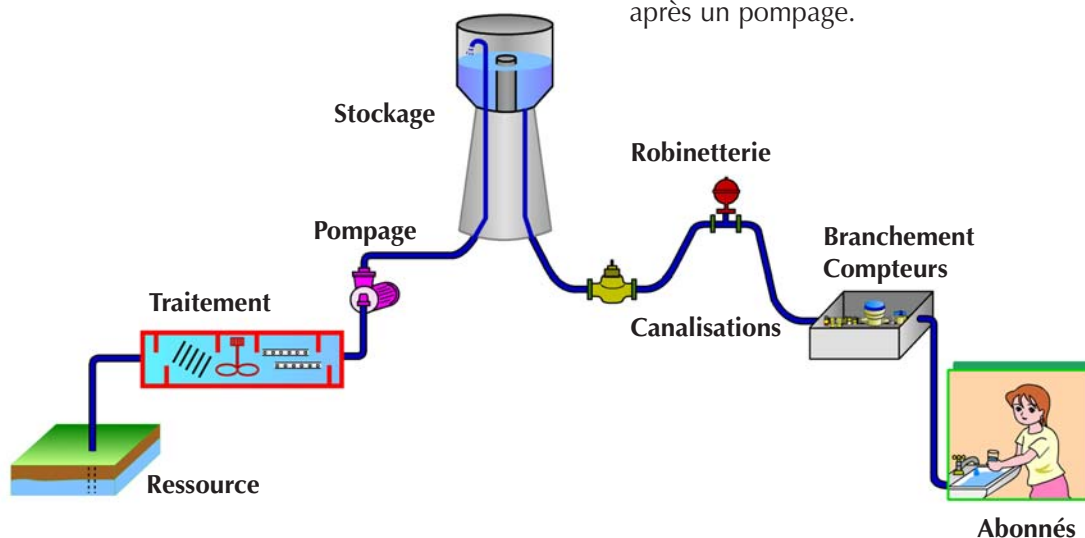 après un pompage.
Stockage
Robinetterie
Pompage
Branchement
Compteurs
Traitement
Canalisations
Ressource
Abonnés